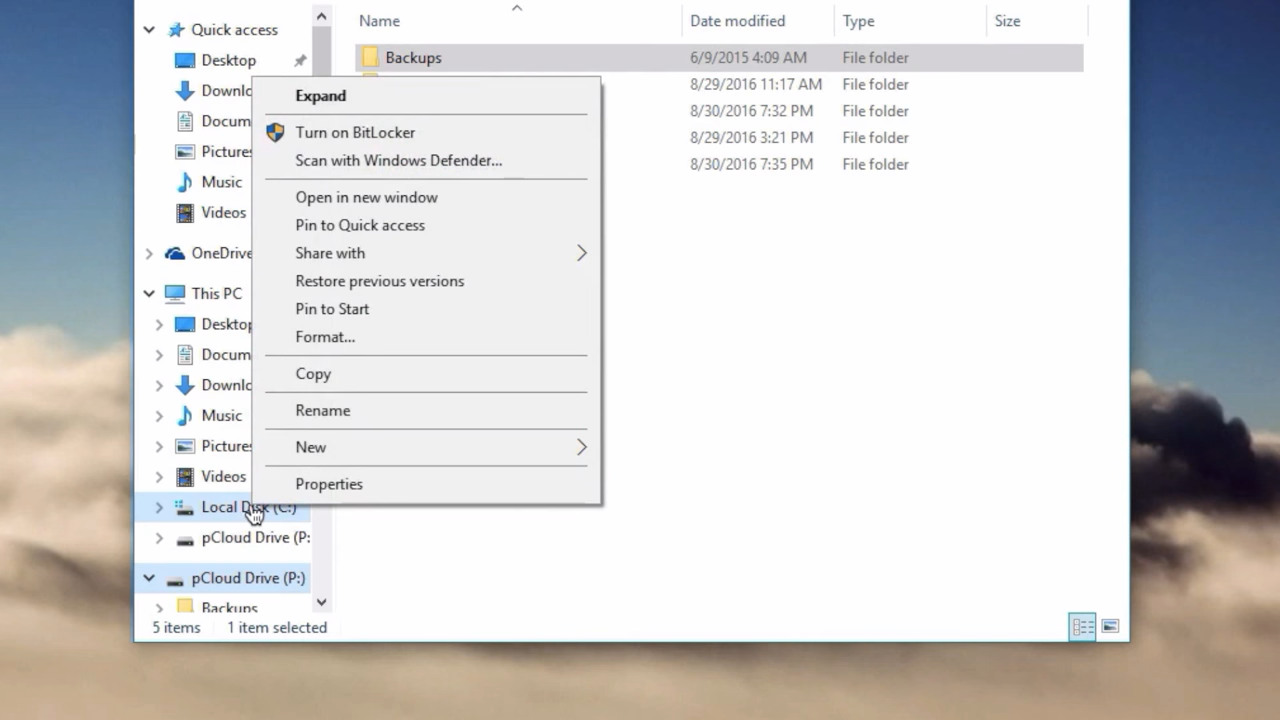 Name Date modified Type Size
Quick access
Desktop
Downlo
Docum
Pictures
Music
Videos
OneDrive
This PC
Desktop
Docum
Downlo
Music
Pictures
Videos
Local Disk (C:)
pCloud Drive (P:
pCloud Drive (P:)
Backups
Backups 6/9/2015 4:09 AM File folder
8/29/2016 11:17 AM File folder
8/30/2016 7:32 PM File folder
8/29/2016 3:21 PM File folder
8/30/2016 7:35 PM File folder
Expand
Turn on BitLocker
Scan with Windows Defender...
Open in new window
Pin to Quick access
Share with
Restore previous versions
Pin to Start
Format...
Copy
Rename
New
Properties
5 items 1 item selected